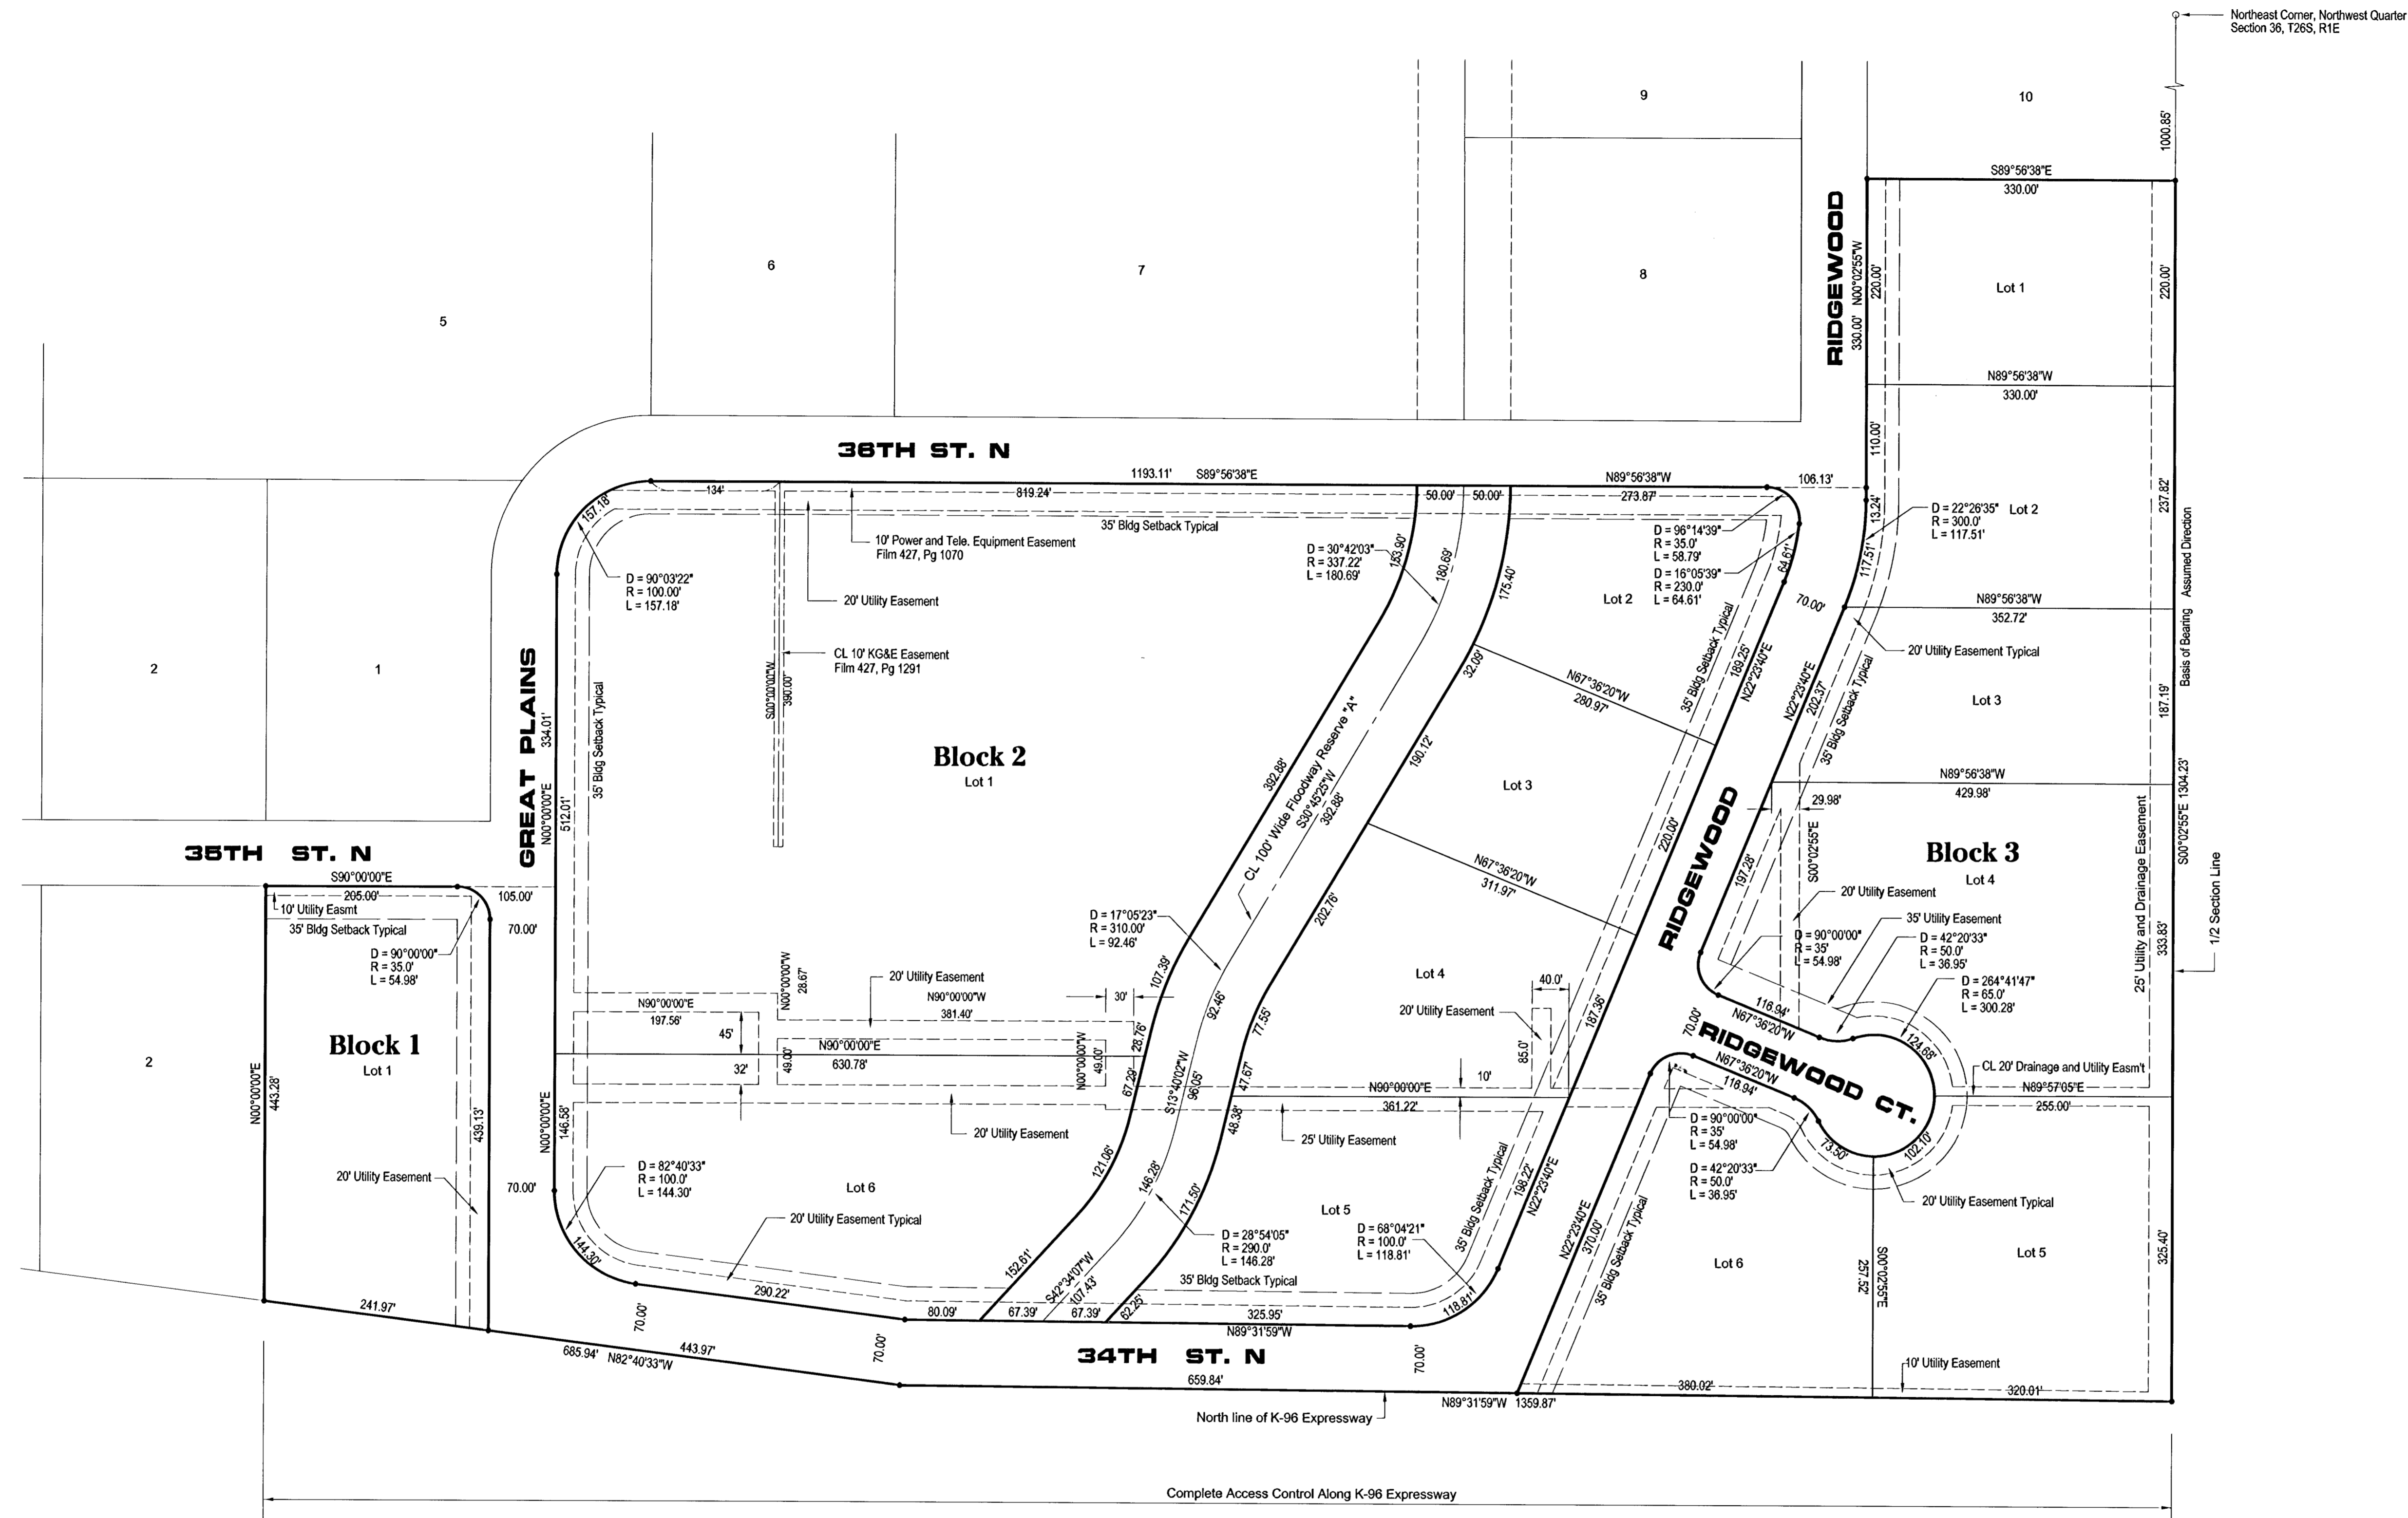 Northeast Corner, Northwest Quarter
Section 36, T26S, R1E
1000.85'
9
10
S89°56'38"E
330.00'
RIDGEWOOD
330.00' N00°02'55"W
220.00'
Lot 1
220.00'
6
7
8
5
N89°56'38"W
330.00'
110.00'
36TH ST. N
1193.11' S89°56'38"E
N89°56'38"W
106.13'
134'
819.24'
50.00'
50.00'
273.87'
13.24'
237.82'
157.18'
35' Bldg Setback Typical
D = 22°26'35"
R = 300.0'
L = 117.51'
Lot 2
10' Power and Tele. Equipment Easement
Film 427, Pg 1070
D = 30°42'03"
R = 337.22'
L = 180.69'
153.90'
180.69'
175.40'
D = 96°14'39"
R = 35.0'
L = 58.79'
D = 16°05'39"
R = 230.0'
L = 64.61'
64.61'
117.51'
Basis of Bearing Assumed Direction
D = 90°03'22"
R = 100.00'
L = 157.18'
20' Utility Easement
Lot 2
70.00'
N89°56'38"W
352.72'
20' Utility Easement Typical
CL 10' KG&E Easement
Film 427, Pg 1291
S00°00'00"W
390.00'
32.09'
N67°36'20"W
280.97'
35' Bldg Setback Typical
189.25'
N22°23'40"E
N22°23'40"E
202.37'
35' Bldg Setback Typical
Lot 3
187.19'
2
1
GREAT PLAINS
N00°00'00"E 334.01'
512.01'
35' Bldg Setback Typical
Block 2
Lot 1
392.88'
CL 100' Wide Floodway Reserve "A"
S30°45'25"W
392.88'
190.12'
Lot 3
220.00'
RIDGEWOOD
N89°56'38"W
429.98'
29.98'
S00°02'55"E 1304.23'
35TH ST. N
S90°00'00"E
205.00'
105.00'
10' Utility Easmt
35' Bldg Setback Typical
70.00'
D = 90°00'00"
R = 35.0'
L = 54.98'
N67°36'20"W
311.97'
202.76'
197.28'
S00°02'55"E
Block 3
Lot 4
20' Utility Easement
35' Utility Easement
25' Utility and Drainage Easement
333.83'
1/2 Section Line
D = 17°05'23"
R = 310.00'
L = 92.46'
D = 90°00'00"
R = 35'
L = 54.98'
D = 42°20'33"
R = 50.0'
L = 36.95'
D = 264°41'47"
R = 65.0'
L = 300.28'
N00°00'00"W
28.67'
20' Utility Easement
107.39'
92.46'
77.55'
Lot 4
40.0'
20' Utility Easement
187.36'
N90°00'00"E
197.56'
N90°00'00"W
381.40'
30'
45'
28.76'
116.94'
N67°36'20"W
70.00'
RIDGEWOOD CT.
124.68'
2
Block 1
Lot 1
N90°00'00"E
630.78'
32'
49.00'
N00°00'00"W
49.00'
67.29'
S13°40'02"W
96.05'
47.67'
85.0'
10'
N90°00'00"E
361.22'
N67°36'20"W
116.94'
CL 20' Drainage and Utility Easm't
N89°57'05"E
255.00'
N00°00'00"E
443.28'
439.13'
N00°00'00"E
146.58'
20' Utility Easement
48.38'
25' Utility Easement
D = 90°00'00"
R = 35'
L = 54.98'
73.50'
102.10'
D = 42°20'33"
R = 50.0'
L = 36.95'
20' Utility Easement
70.00'
D = 82°40'33"
R = 100.0'
L = 144.30'
Lot 6
121.06'
146.28'
171.50'
Lot 5
35' Bldg Setback Typical
198.22'
N22°23'40"E
20' Utility Easement Typical
20' Utility Easement Typical
144.30'
D = 28°54'05"
R = 290.0'
L = 146.28'
D = 68°04'21"
R = 100.0'
L = 118.81'
N22°23'40"E
370.00'
35' Bldg Setback Typical
Lot 6
S00°02'55"E
257.52'
Lot 5
325.40'
152.61'
S42°34'07"W
107.43'
62.25'
35' Bldg Setback Typical
118.81'
241.97'
70.00'
290.22'
80.09'
67.39'
67.39'
325.95'
N89°31'59"W
685.94' N82°40'33"W
443.97'
70.00'
34TH ST. N
659.84'
70.00'
10' Utility Easement
380.02'
320.01'
N89°31'59"W 1359.87'
North line of K-96 Expressway
Complete Access Control Along K-96 Expressway